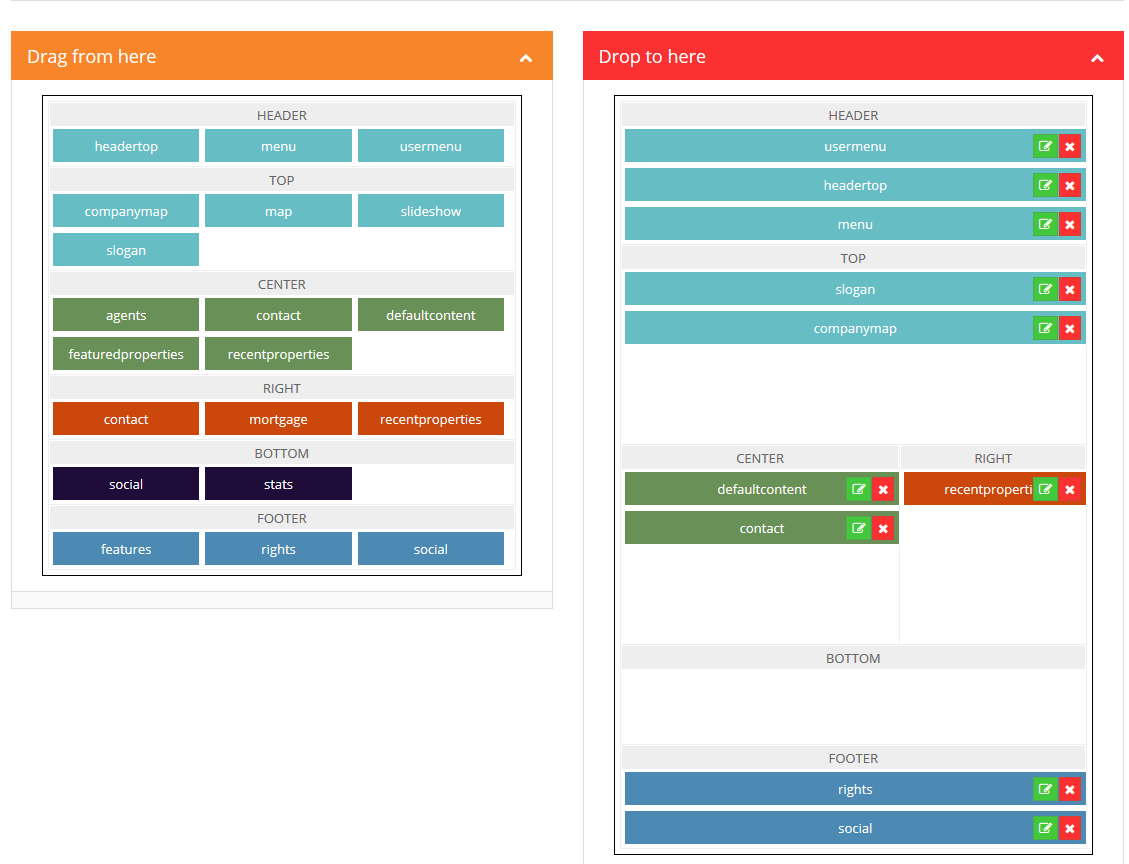 Drag from here
HEADER
headertop menu usermenu
TOP
companymap map slideshow
slogan
CENTER
agents contact defaultcontent
featuredproperties recentproperties
RIGHT
contact mortgage recentproperties
BOTTOM
social stats
FOOTER
features rights social
Drop to here
HEADER
usermenu
headertop
menu
TOP
slogan
companymap
CENTER RIGHT
defaultcontent recentproperti
contact
BOTTOM
FOOTER
rights
social